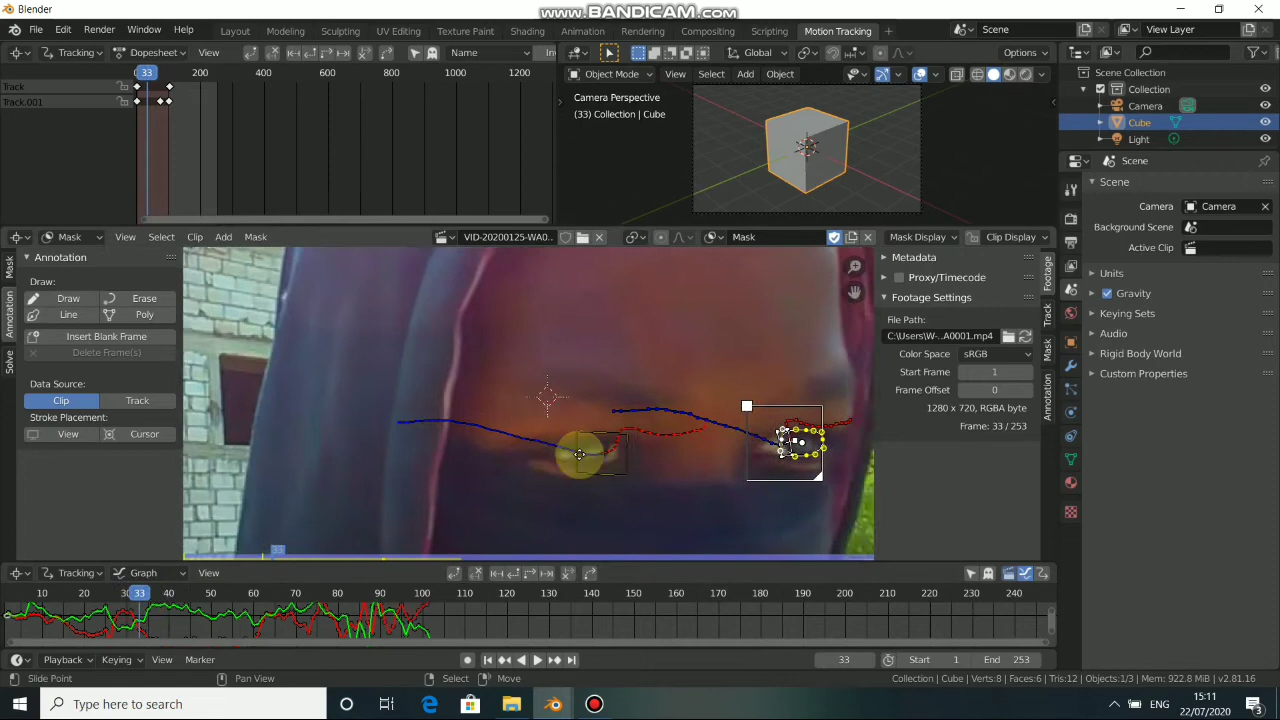 Blender
www.BANDICAM.com
File Edit Render Window Help Layout Modeling Sculpting UV Editing Texture Paint Shading Animation Rendering Compositing Scripting Motion Tracking + Scene View Layer
Tracking Dopesheet View Name In
Global Options
33 200 400 600 800 1000 1200
Object Mode View Select Add Object
Track
Track.001
Camera Perspective
(33) Collection | Cube
Scene Collection
Collection
Camera
Cube
Light
Scene
Scene
Camera Camera
Background Scene
Active Clip
Units
Gravity
Keying Sets
Audio
Rigid Body World
Custom Properties
Mask View Select Clip Add Mask VID-20200125-WA0.. Mask Mask Display Clip Display
Mask
Annotation
Solve
Annotation
Draw:
Draw Erase
Line Poly
Insert Blank Frame
Delete Frame(s)
Data Source:
Clip Track
Stroke Placement:
View Cursor
33
Metadata
Proxy/Timecode
Footage Settings
File Path:
C:\Users\W-..A0001.mp4
Color Space sRGB
Start Frame 1
Frame Offset 0
1280 x 720, RGBA byte
Frame: 33 / 253
Footage
Track
Mask
Annotation
Tracking Graph View
10 20 33 40 50 60 70 80 90 100 110 120 130 140 150 160 170 180 190 200 210 220 230 240
Playback Keying View Marker 33 Start 1 End 253
Slide Point Pan View Select Move Collection | Cube | Verts:8 | Faces:6 | Tris:12 | Objects:1/3 | Mem: 922.8 MiB | v2.81.16
Type here to search
ENG
15:11
22/07/2020
3